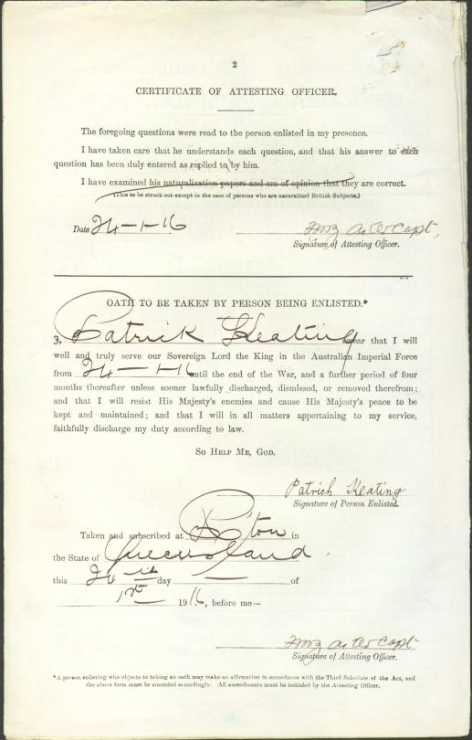 2
CERTIFICATE OF ATTESTING OFFICER.
The foregoing questions were read to the person enlisted in my presence.
I have taken care that he understands each question, and that his answer to each
question has been duly entered as replied to by him.
I have examined his naturalization papers and am of opinion that they are correct.
(This to be struck out except in the case of persons who are naturalized British Subjects.)
Date 24-1-16
Capt,
Signature of Attesting Officer.
OATH TO BE TAKEN BY PERSON BEING ENLISTED.*
3, Patrick Keating swear that I will
well and truly serve our Sovereign Lord the King in the Australian Imperial Force
from 24-1-16 until the end of the War, and a further period of four
months thereafter unless sooner lawfully discharged, dismissed, or removed therefrom;
and that I will resist His Majesty's enemies and cause His Majesty's peace to be
kept and maintained; and that I will in all matters appertaining to my service,
faithfully discharge my duty according to law.
SO HELP ME, GOD.
Patrick Keating
Signature of Person Enlisted.
Taken and subscribed at R'ton in
the State of Queensland
this day of
1916, before me—
Capt
Signature of Attesting Officer.
*A person enlisting who objects to taking an oath may make an affirmation in accordance with the Third Schedule of the Act, and
the above form must be amended accordingly. All amendments must be initialed by the Attesting Officer.